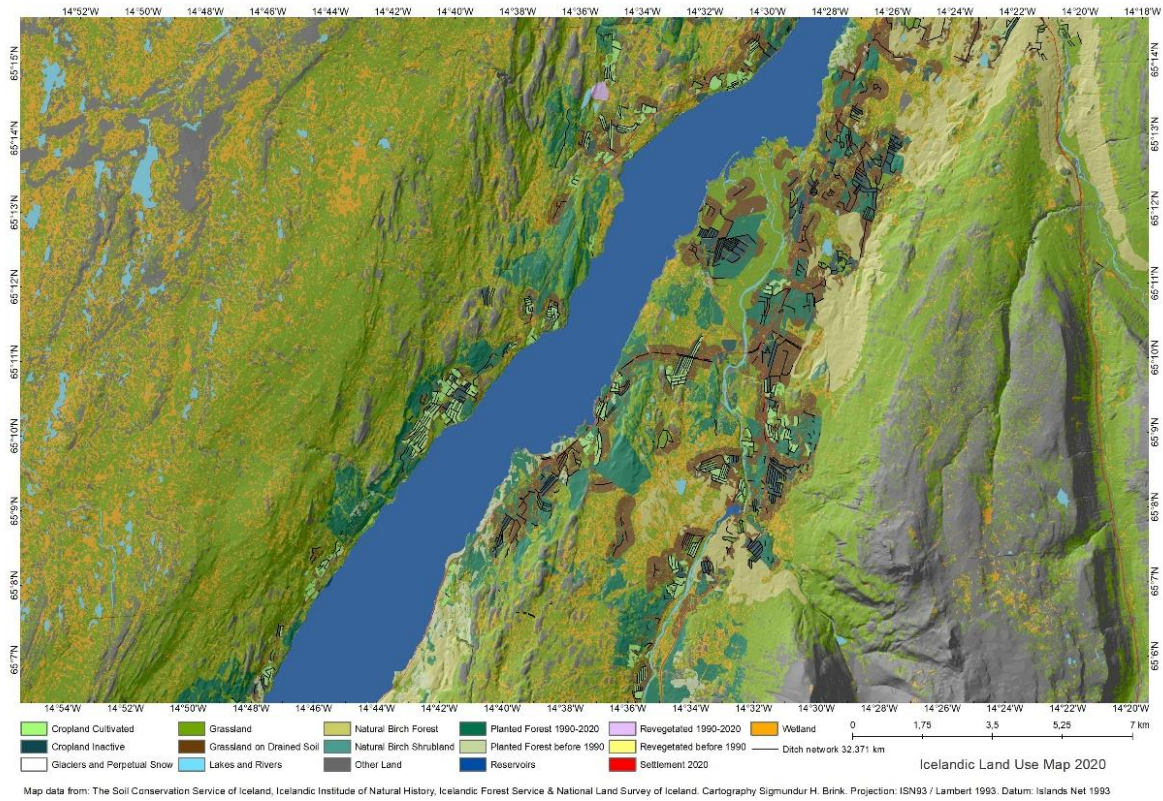 14°52'W 14°50'W 14°48'W 14°46'W 14°44'W 14°42'W 14°40'W 14°38'W 14°36'W 14°34'W 14°32'W 14°30'W 14°28'W 14°26'W 14°24'W 14°22'W 14°20'W 14°18'W
65°15'N 65°14'N
65°14'N 65°13'N
65°13'N 65°12'N
65°12'N 65°11'N
65°11'N 65°10'N
65°10'N 65°9'N
65°9'N 65°8'N
65°8'N 65°7'N
65°7'N 65°6'N
14°54'W 14°52'W 14°50'W 14°48'W 14°46'W 14°44'W 14°42'W 14°40'W 14°38'W 14°36'W 14°34'W 14°32'W 14°30'W 14°28'W 14°26'W 14°24'W 14°22'W 14°20'W
Cropland Cultivated Grassland Natural Birch Forest Planted Forest 1990-2020 Revegetated 1990-2020 Wetland
0 1,75 3,5 5,25 7 km
Cropland Inactive Grassland on Drained Soil Natural Birch Shrubland Planted Forest before 1990 Revegetated before 1990 Ditch network 32.371 km
Glaciers and Perpetual Snow Lakes and Rivers Other Land Reservoirs Settlement 2020
Icelandic Land Use Map 2020
Map data from: The Soil Conservation Service of Iceland, Icelandic Institude of Natural History, Icelandic Forest Service & National Land Survey of Iceland. Cartography Sigmundur H. Brink. Projection: ISN93 / Lambert 1993. Datum: Islands Net 1993